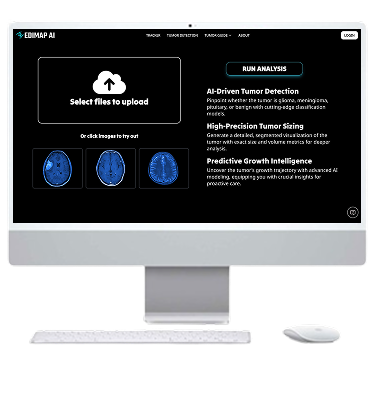 EDIMAP AI
TRACKER TUMOR DETECTION TUMOR GUIDE ABOUT
LOGIN
Select files to upload
Or click images to try out
RUN ANALYSIS
AI-Driven Tumor Detection
Pinpoint whether the tumor is glioma, meningioma,
pituitary, or benign with cutting-edge classification
models.
High-Precision Tumor Sizing
Generate a detailed, segmented visualization of the
tumor with exact size and volume metrics for deeper
analysis.
Predictive Growth Intelligence
Uncover the tumor's growth trajectory with advanced AI
modeling, equipping you with crucial insights for
proactive care.